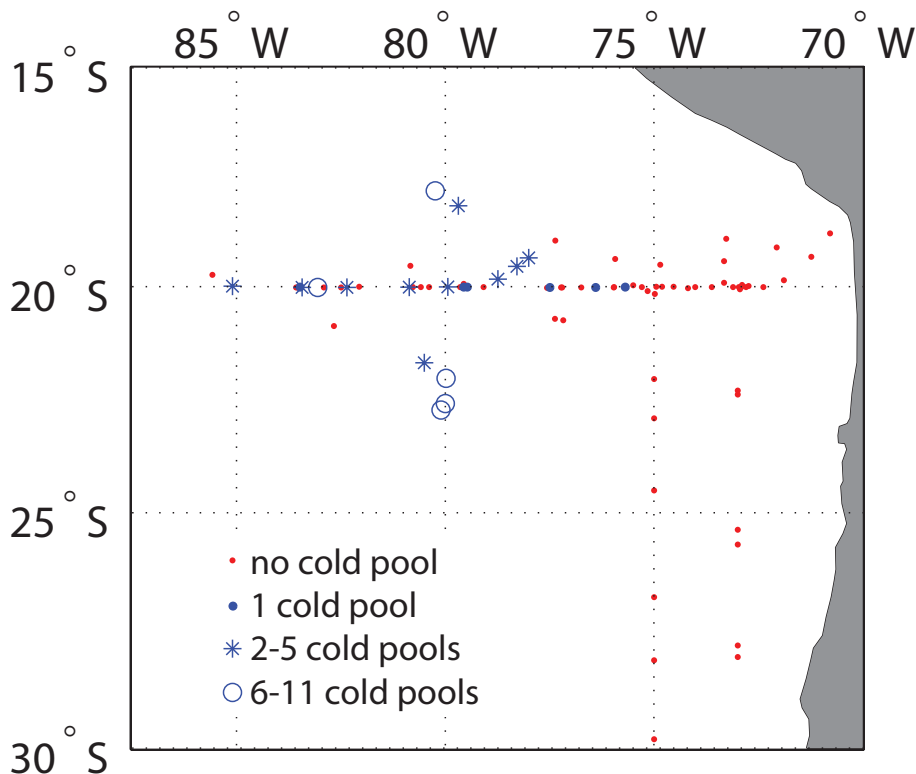 85° W 80° W 75° W 70° W
15° S
20° S
25° S
30° S
no cold pool
1 cold pool
2-5 cold pools
6-11 cold pools